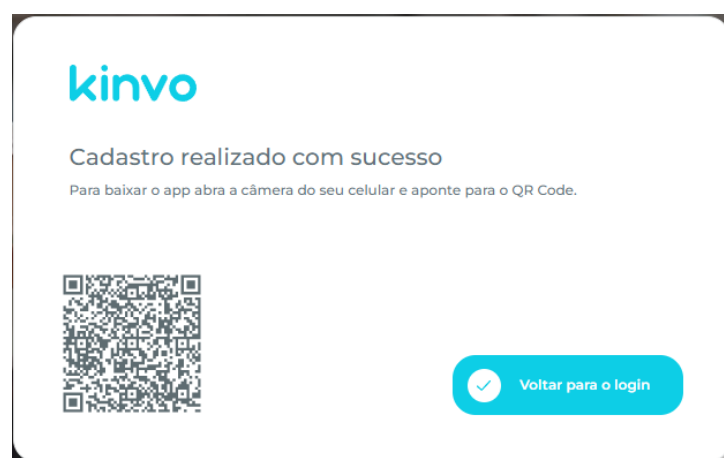 kinvo
Cadastro realizado com sucesso
Para baixar o app abra a câmera do seu celular e aponte para o QR Code.
Voltar para o login